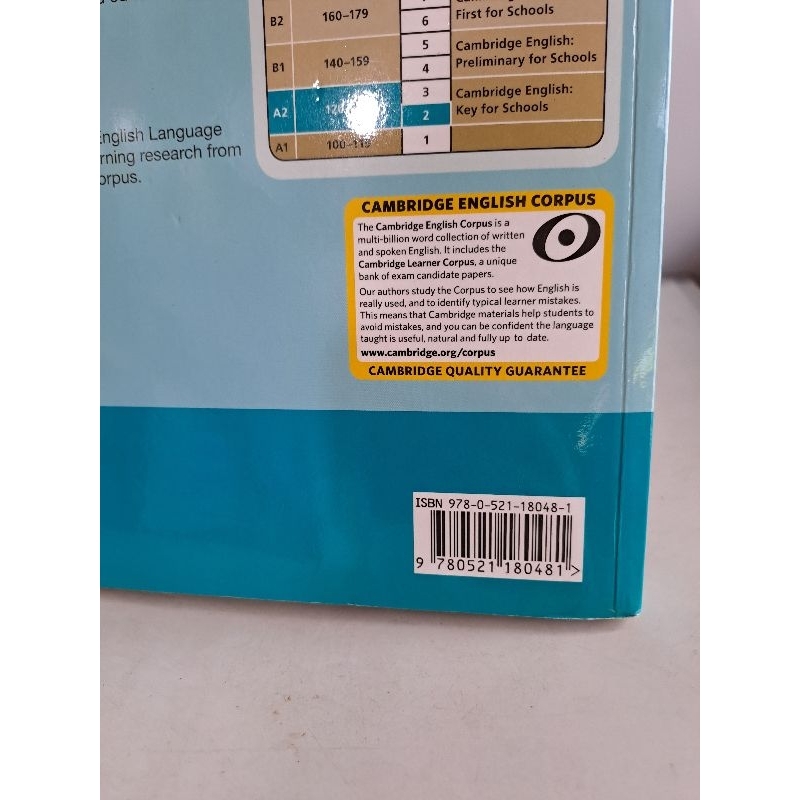 B2 160–179 6 First for Schools
5 Cambridge English:
B1 140–159 4 Preliminary for Schools
3 Cambridge English:
A2 2 Key for Schools
A1 100–119 1
English Language
rning research from
orpus.
CAMBRIDGE ENGLISH CORPUS
The Cambridge English Corpus is a
multi-billion word collection of written
and spoken English. It includes the
Cambridge Learner Corpus, a unique
bank of exam candidate papers.
Our authors study the Corpus to see how English is
really used, and to identify typical learner mistakes.
This means that Cambridge materials help students to
avoid mistakes, and you can be confident the language
taught is useful, natural and fully up to date.
www.cambridge.org/corpus
CAMBRIDGE QUALITY GUARANTEE
ISBN 978-0-521-18048-1
9 780521 180481 >